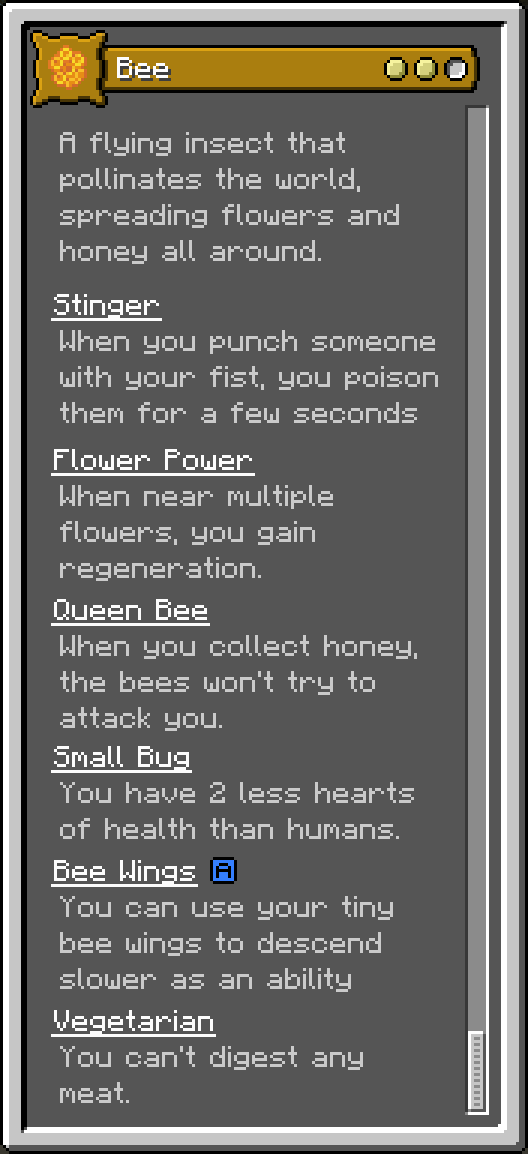 Bee
A flying insect that
pollinates the world,
spreading flowers and
honey all around.
Stinger
When you punch someone
with your fist, you poison
them for a few seconds
Flower Power
When near multiple
flowers, you gain
regeneration.
Queen Bee
When you collect honey,
the bees won't try to
attack you.
Small Bug
You have 2 less hearts
of health than humans.
Bee Wings A
You can use your tiny
bee wings to descend
slower as an ability
Vegetarian
You can't digest any
meat.